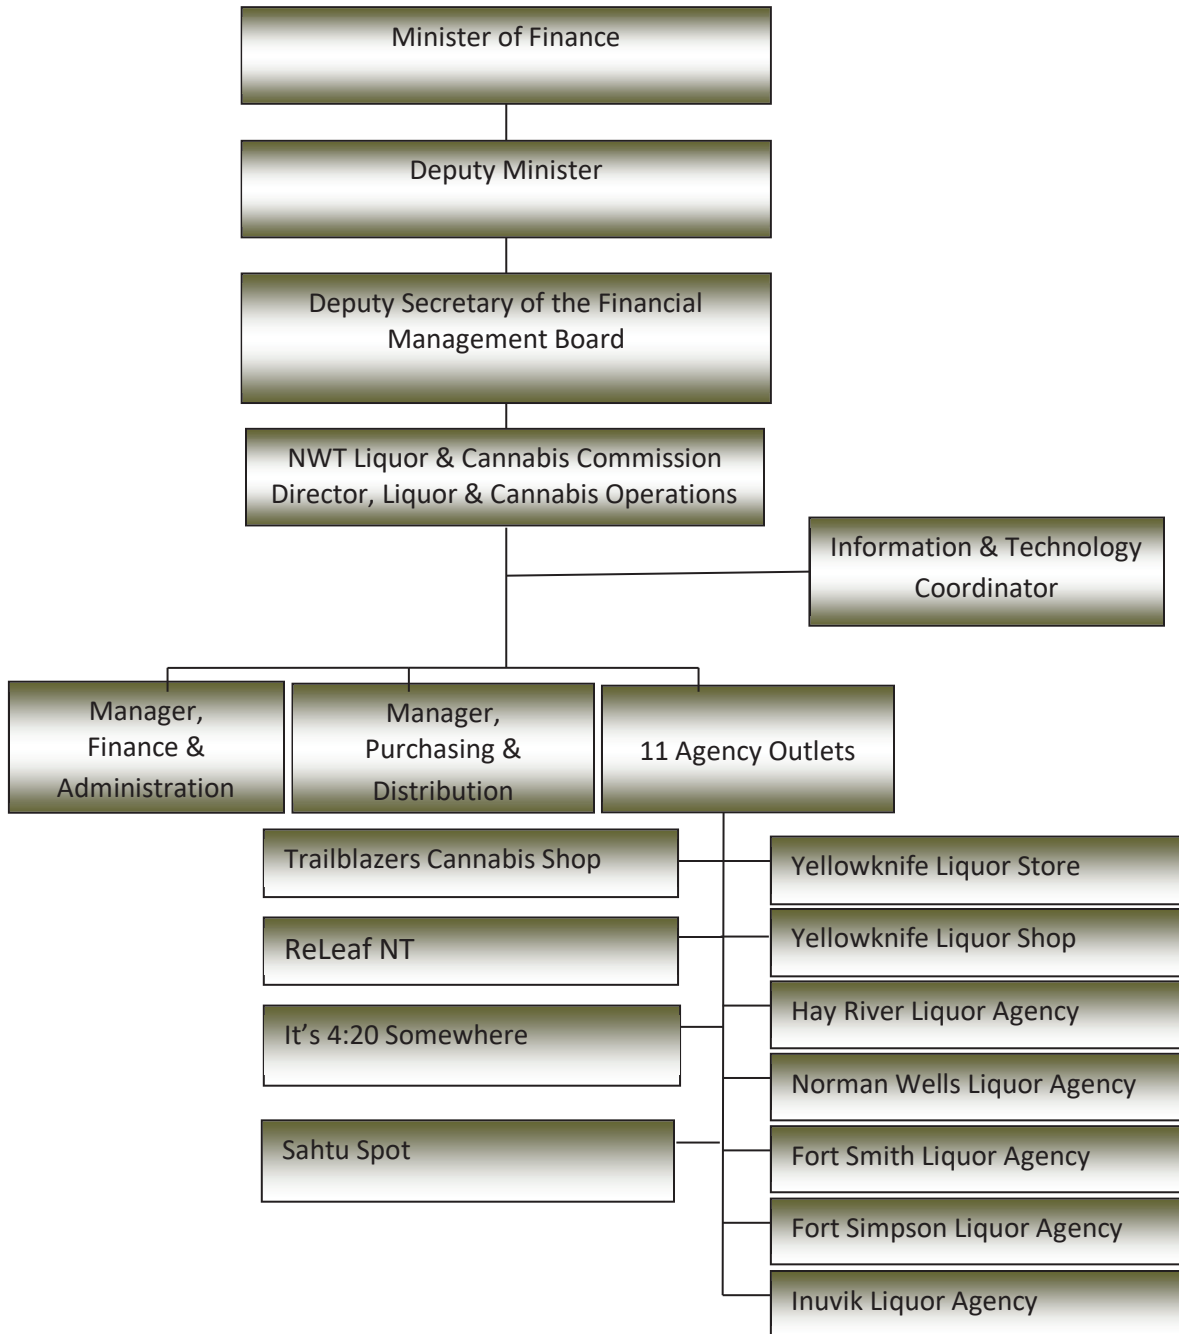 Minister of Finance
Deputy Minister
Deputy Secretary of the Financial
Management Board
NWT Liquor & Cannabis Commission
Director, Liquor & Cannabis Operations
Information & Technology
Coordinator
Manager,
Finance &
Administration
Manager,
Purchasing &
Distribution
11 Agency Outlets
Trailblazers Cannabis Shop
ReLeaf NT
It’s 4:20 Somewhere
Sahtu Spot
Yellowknife Liquor Store
Yellowknife Liquor Shop
Hay River Liquor Agency
Norman Wells Liquor Agency
Fort Smith Liquor Agency
Fort Simpson Liquor Agency
Inuvik Liquor Agency